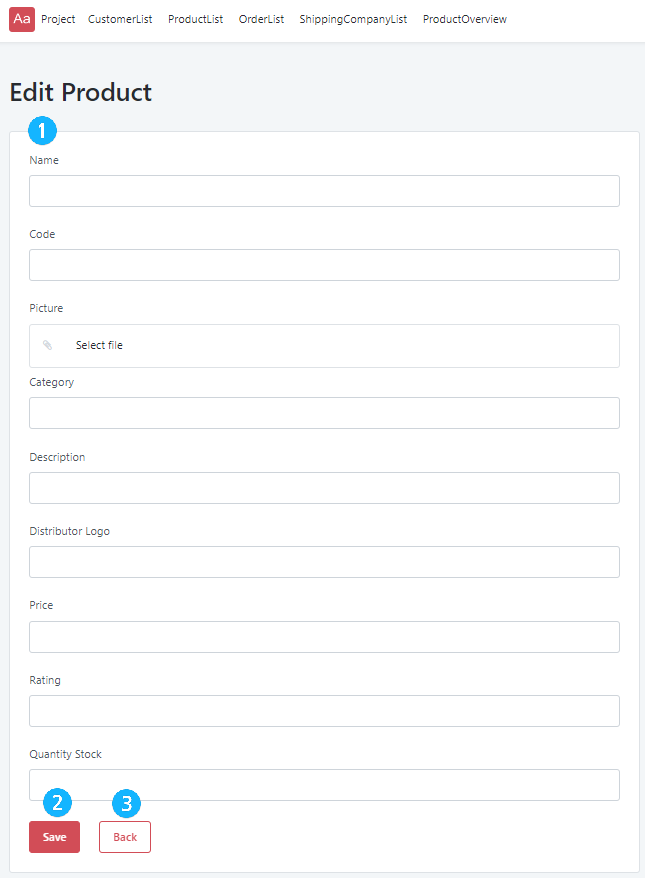 Aa Project CustomerList ProductList OrderList ShippingCompanyList ProductOverview
Edit Product
1
Name
Code
Picture
Select file
Category
Description
Distributor Logo
Price
Rating
Quantity Stock
2 3
Save Back